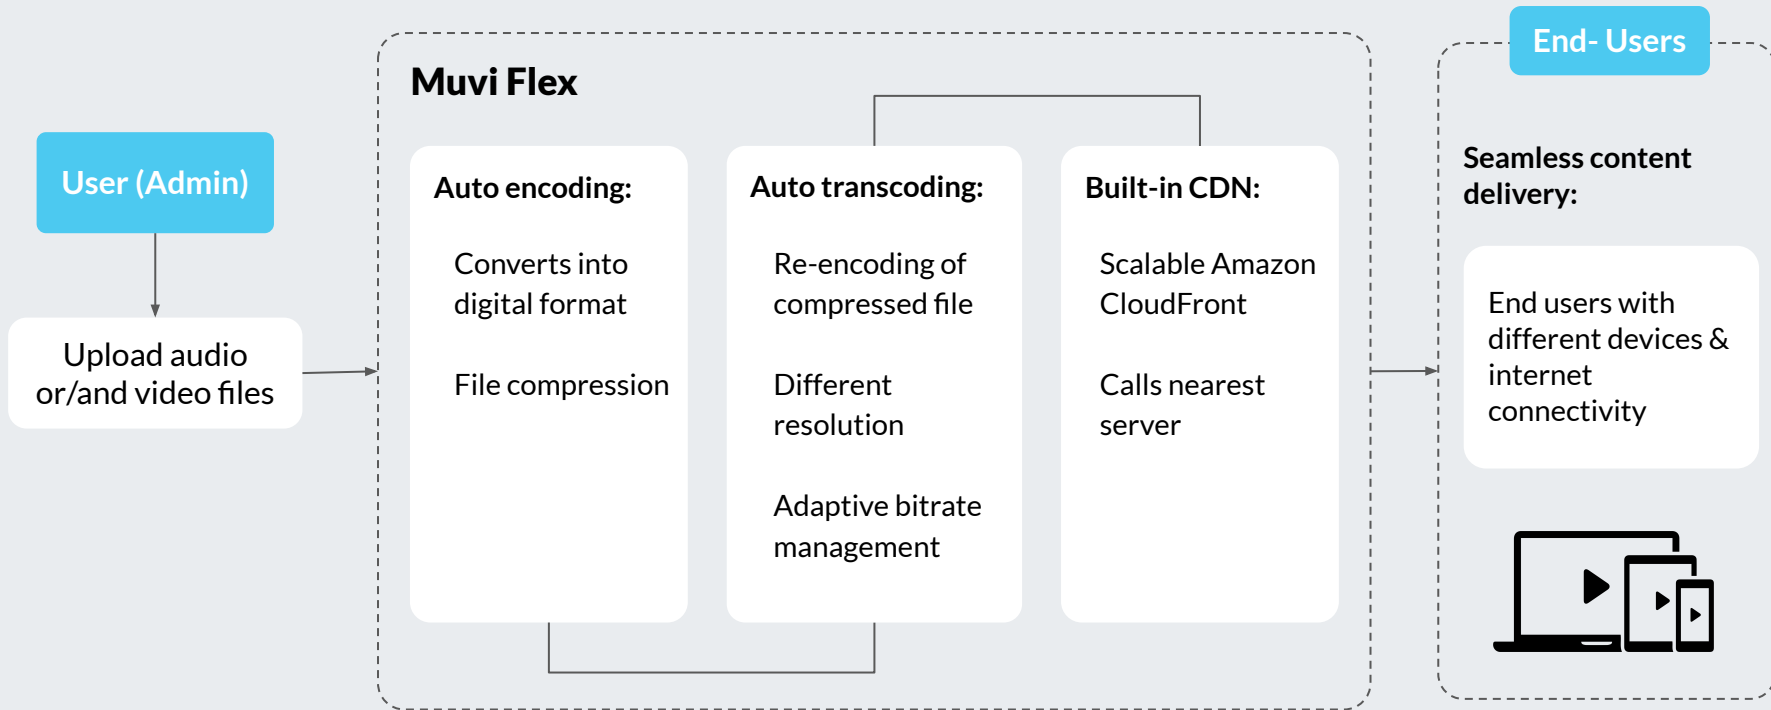 User (Admin)
Upload audio
or/and video files
Muvi Flex
Auto encoding:
Converts into
digital format
File compression
Auto transcoding:
Re-encoding of
compressed file
Different
resolution
Adaptive bitrate
management
Built-in CDN:
Scalable Amazon
CloudFront
Calls nearest
server
End- Users
Seamless content
delivery:
End users with
different devices &
internet
connectivity